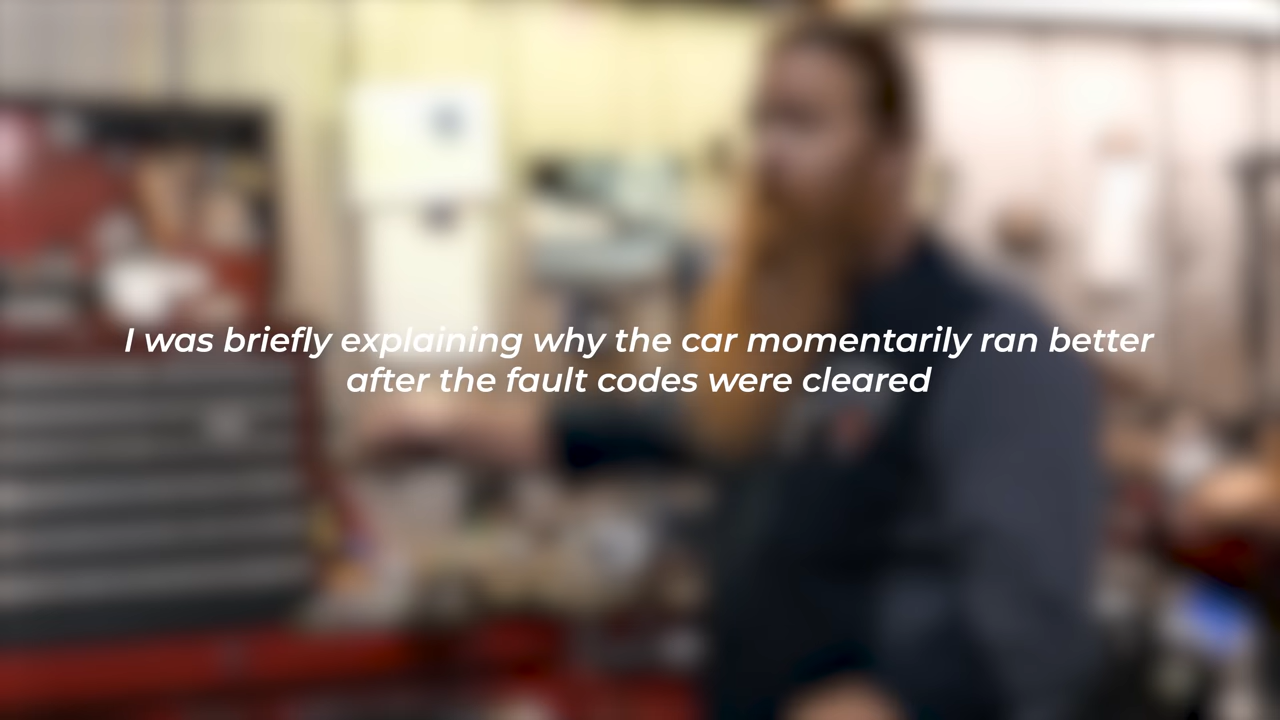 I was briefly explaining why the car momentarily ran better
after the fault codes were cleared